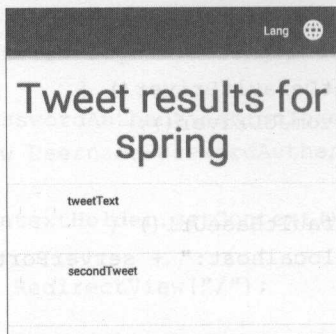 Lang
Tweet results for
spring
tweetText
secondTweet